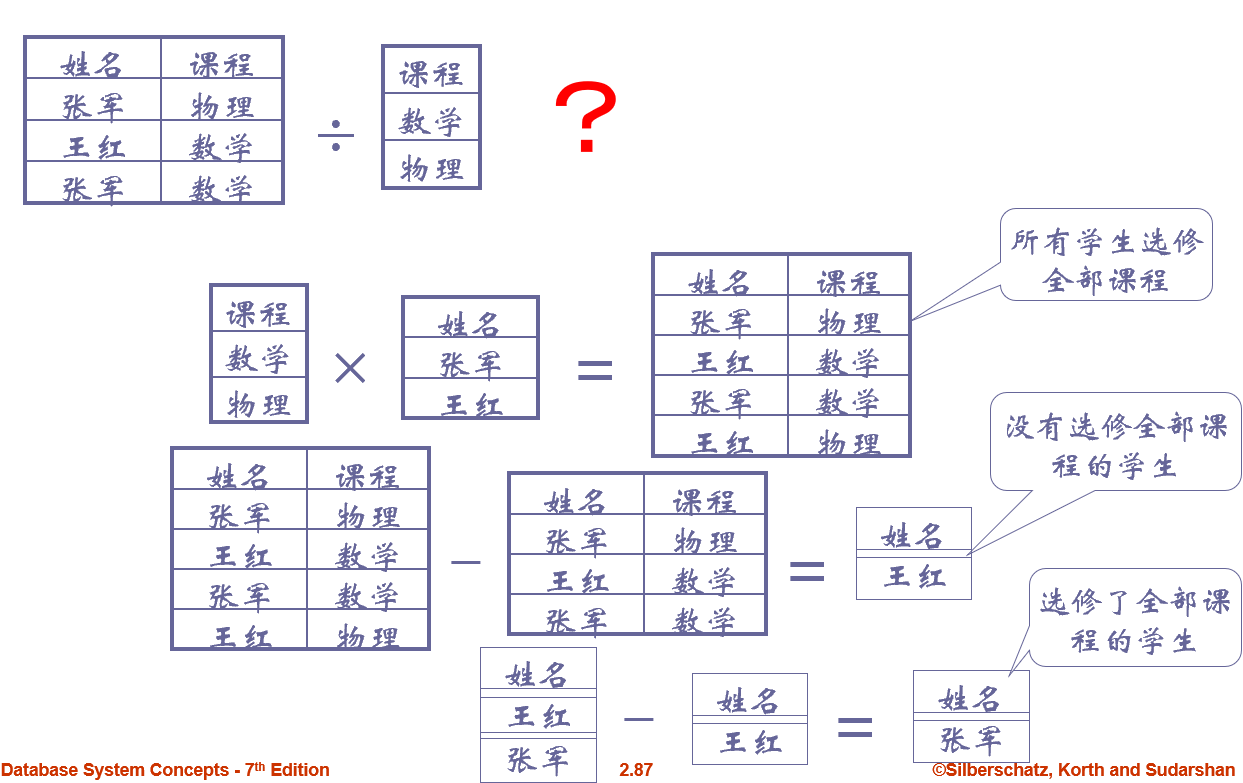 姓名 课程
张军 物理
王红 数学
张军 数学
÷
课程
数学
物理
?
课程
数学
物理
×
姓名
张军
王红
=
姓名 课程
张军 物理
王红 数学
张军 数学
王红 物理
所有学生选修
全部课程
姓名 课程
张军 物理
王红 数学
张军 数学
王红 物理
−
姓名 课程
张军 物理
王红 数学
张军 数学
=
姓名
王红
没有选修全部课
程的学生
姓名
王红
张军
−
姓名
王红
=
姓名
张军
选修了全部课
程的学生
Database System Concepts - 7th Edition
2.87
©Silberschatz, Korth and Sudarshan